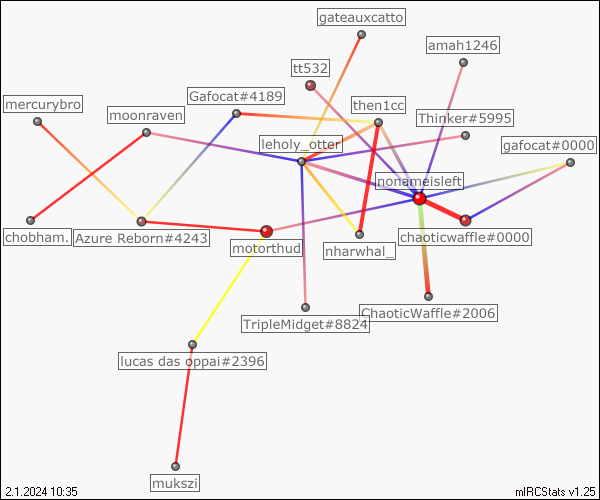 gateauxcatto
amah1246
tt532
Gafocat#4189
mercurybro
moonraven
then1cc
Thinker#5995
leholy_otter
gafocat#0000
nonameisleft
chobham.
Azure Reborn#4243
motorthud
nharwhal_
chaoticwaffle#0000
TripleMidget#8824
ChaoticWaffle#2006
lucas das oppai#2396
mukszi
2.1.2024 10:35
mIRCStats v1.25